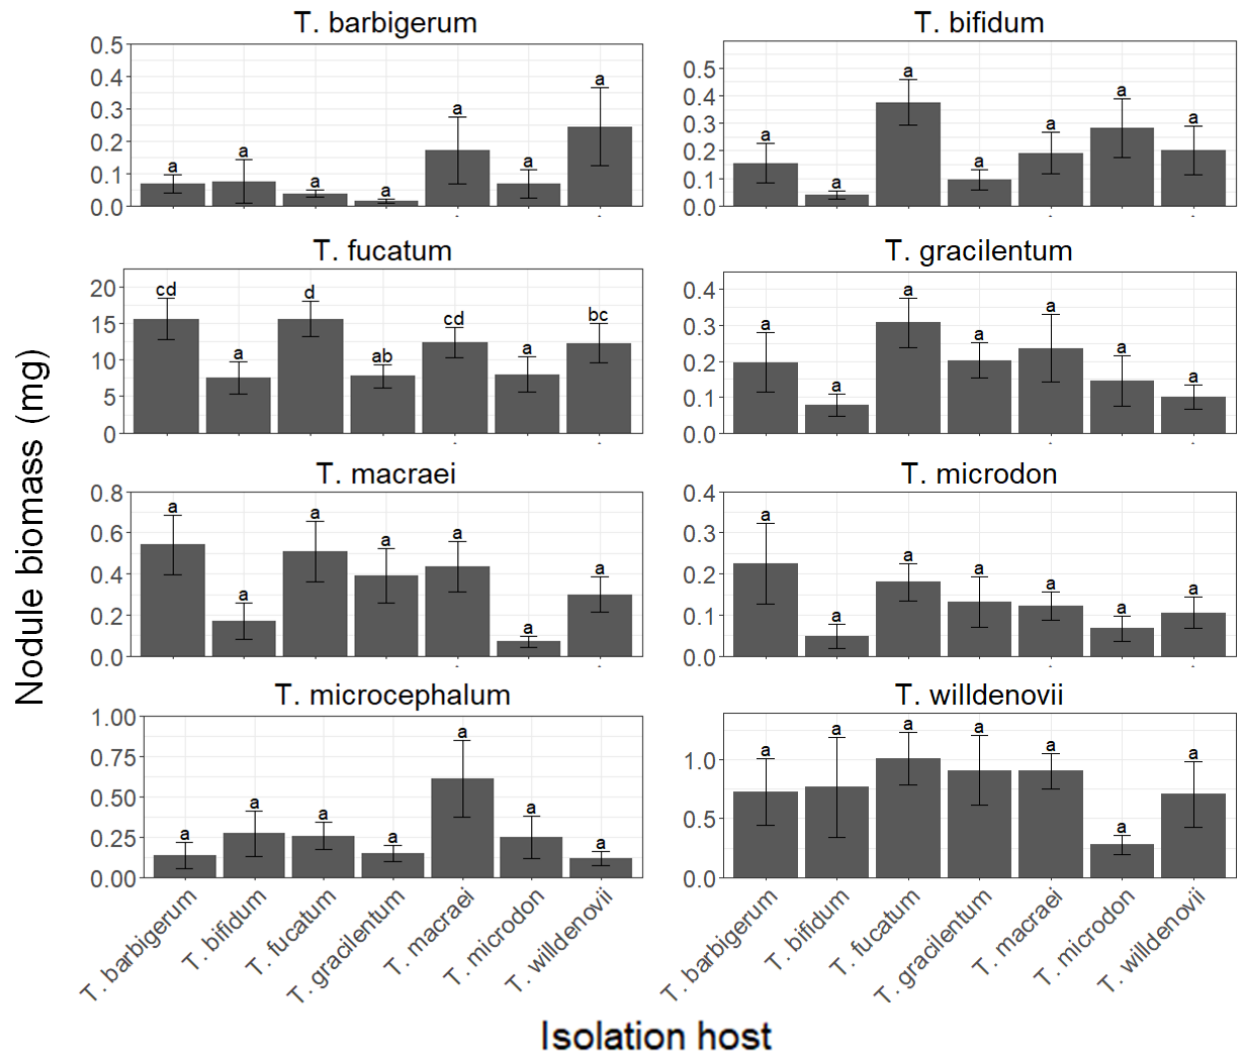 T. barbigerum
0.5
0.4
0.3
0.2
0.1
0.0
a a a a a a a
T. bifidum
0.5
0.4
0.3
0.2
0.1
0.0
a a a a a a a
T. fucatum
20
15
10
5
0
cd a d ab cd a bc
T. gracilentum
0.4
0.3
0.2
0.1
0.0
a a a a a a a
T. macraei
0.8
0.6
0.4
0.2
0.0
a a a a a a a
T. microdon
0.4
0.3
0.2
0.1
0.0
a a a a a a a
T. microcephalum
1.00
0.75
0.50
0.25
0.00
a a a a a a a
T. willdenovii
1.0
0.5
0.0
a a a a a a a
T. barbigerum
T. bifidum
T. fucatum
T. gracilentum
T. macraei
T. microdon
T. willdenovii
T. barbigerum
T. bifidum
T. fucatum
T. gracilentum
T. macraei
T. microdon
T. willdenovii
Nodule biomass (mg)
Isolation host